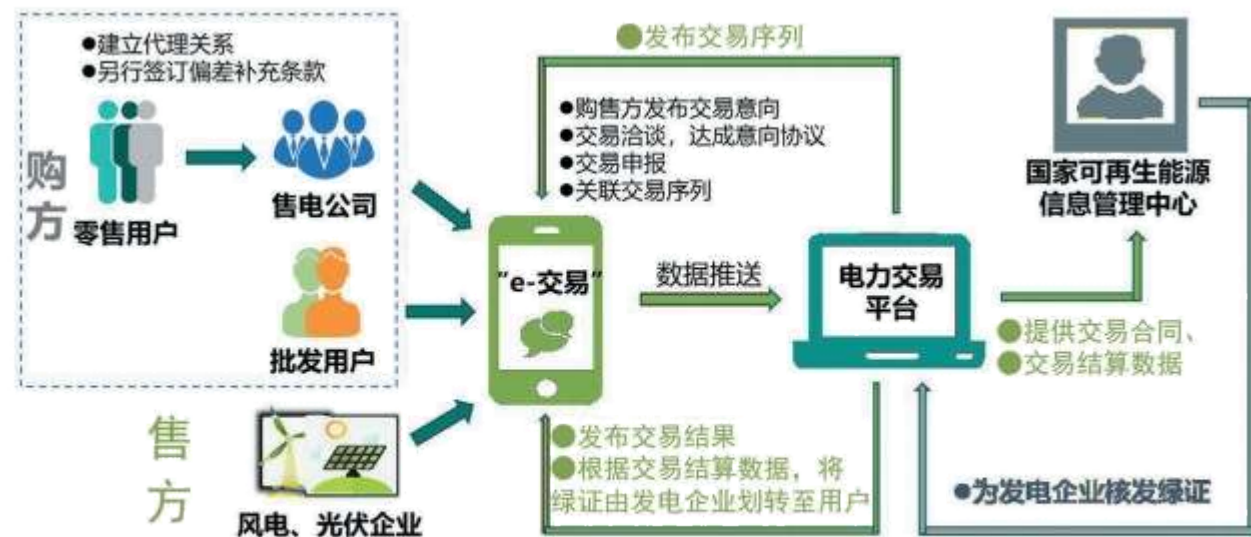 ●建立代理关系
●另行签订偏差补充条款
购方
零售用户
售电公司
批发用户
售方
风电、光伏企业
●发布交易序列
●购售方发布交易意向
●交易洽谈，达成意向协议
●交易申报
●关联交易序列
“e-交易”
数据推送
电力交易
平台
●发布交易结果
●根据交易结算数据，将
绿证由发电企业划转至用户
国家可再生能源
信息管理中心
●提供交易合同、
●交易结算数据
●为发电企业核发绿证